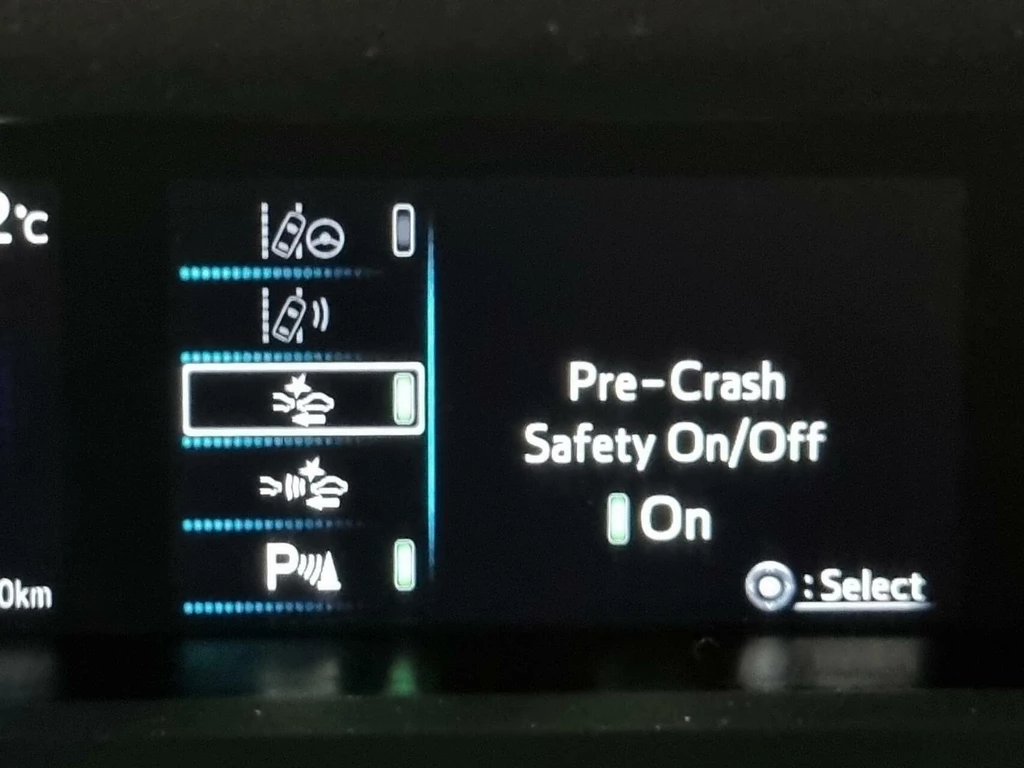 2°C
Pre-Crash
Safety On/Off
On
P
0km
: Select